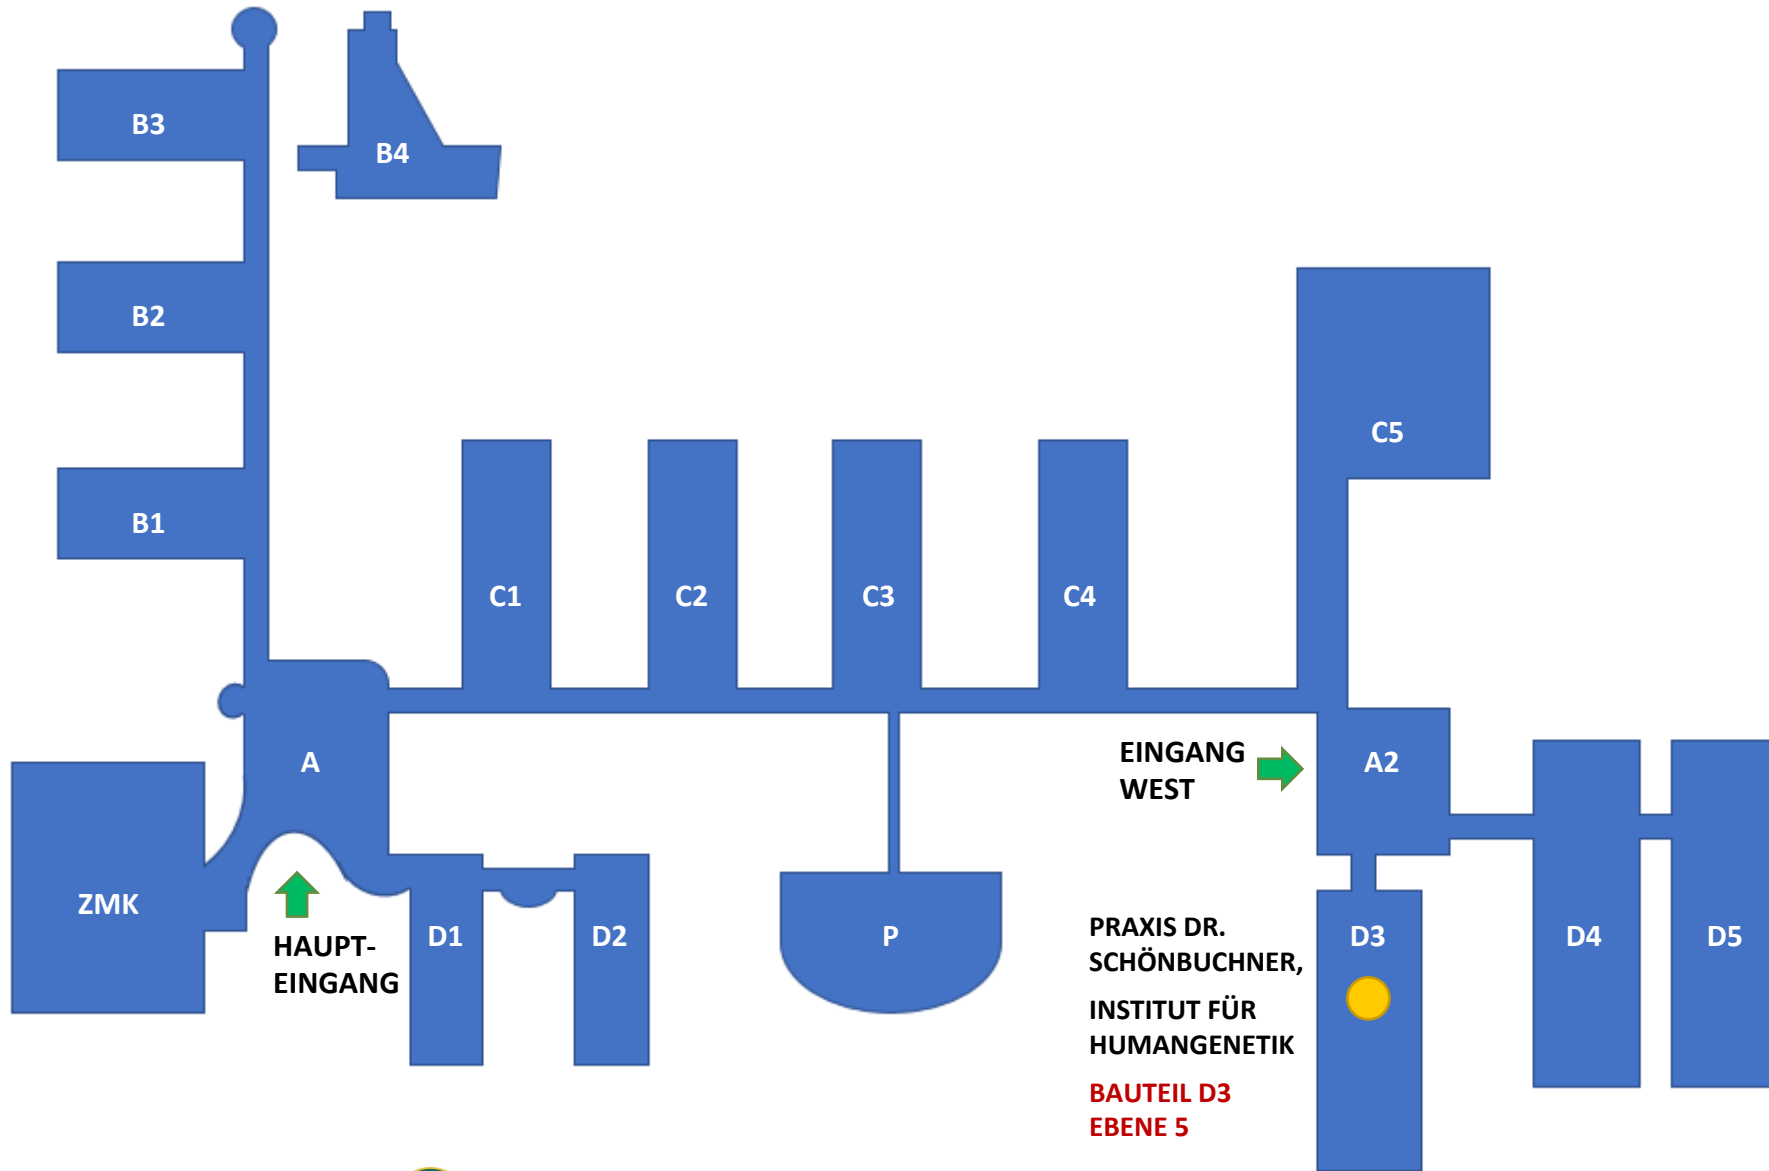 B3
B4
B2
C5
B1
C1
C2
C3
C4
A
EINGANG
WEST
A2
ZMK
HAUPT-
EINGANG
D1
D2
P
PRAXIS DR.
SCHÖNBUCHNER,
INSTITUT FÜR
HUMANGENETIK
BAUTEIL D3
EBENE 5
D3
D4
D5